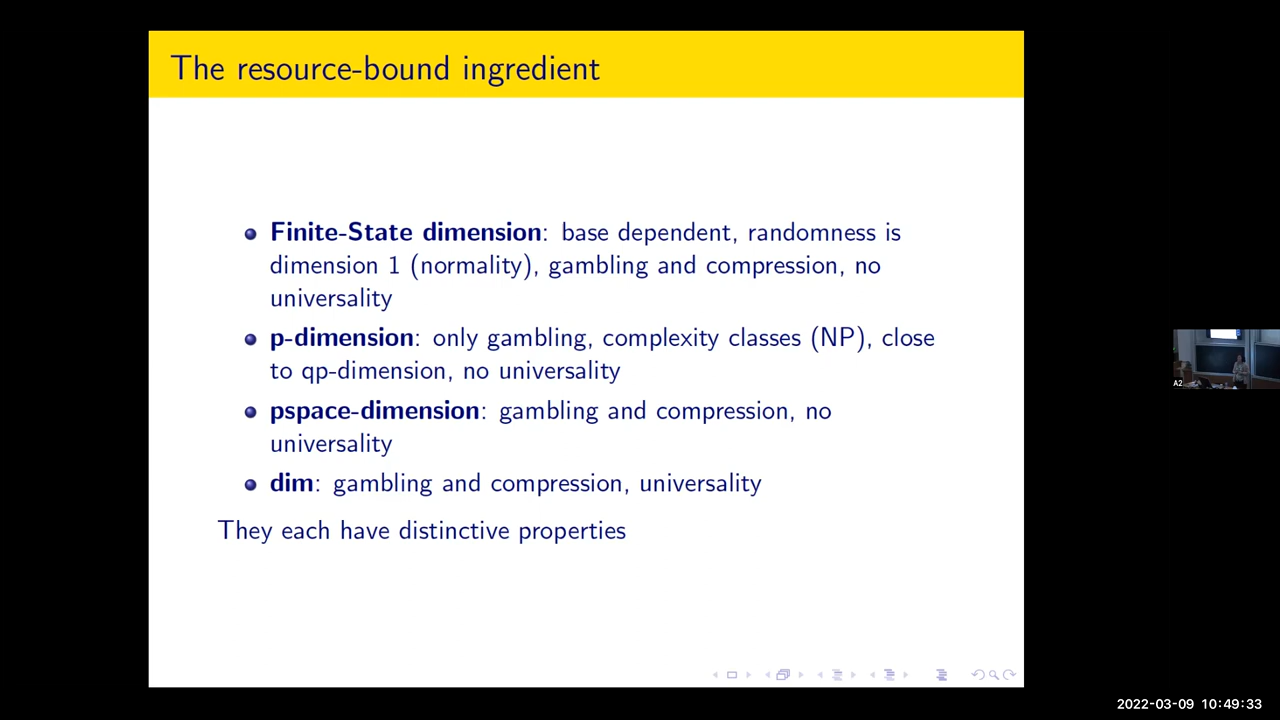 The resource-bound ingredient
Finite-State dimension: base dependent, randomness is
dimension 1 (normality), gambling and compression, no
universality
p-dimension: only gambling, complexity classes (NP), close
to qp-dimension, no universality
pspace-dimension: gambling and compression, no
universality
dim: gambling and compression, universality
They each have distinctive properties
A2
2022-03-09 10:49:33